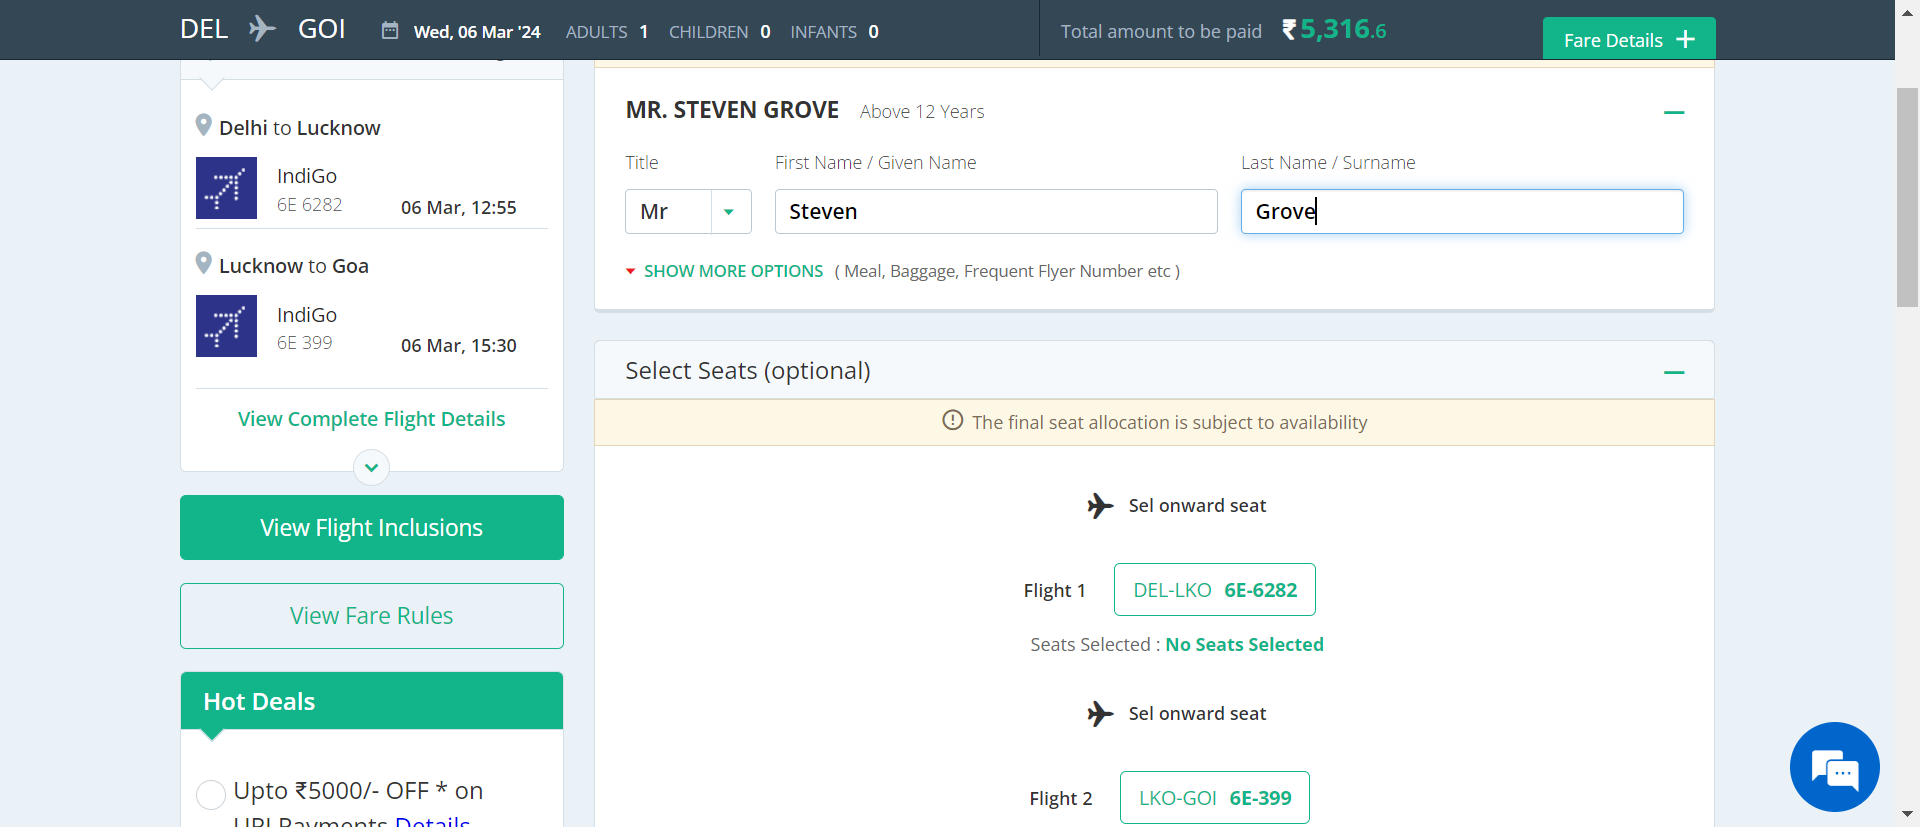 DEL GOI Wed, 06 Mar '24 ADULTS 1 CHILDREN 0 INFANTS 0 Total amount to be paid ₹5,316.6 Fare Details +
Delhi to Lucknow
IndiGo
6E 6282 06 Mar, 12:55
Lucknow to Goa
IndiGo
6E 399 06 Mar, 15:30
View Complete Flight Details
View Flight Inclusions
View Fare Rules
Hot Deals
Upto ₹5000/- OFF * on
UPI Payments Details
MR. STEVEN GROVE Above 12 Years
Title First Name / Given Name Last Name / Surname
Mr Steven Grove
SHOW MORE OPTIONS ( Meal, Baggage, Frequent Flyer Number etc )
Select Seats (optional)
The final seat allocation is subject to availability
Sel onward seat
Flight 1 DEL-LKO 6E-6282
Seats Selected : No Seats Selected
Sel onward seat
Flight 2 LKO-GOI 6E-399